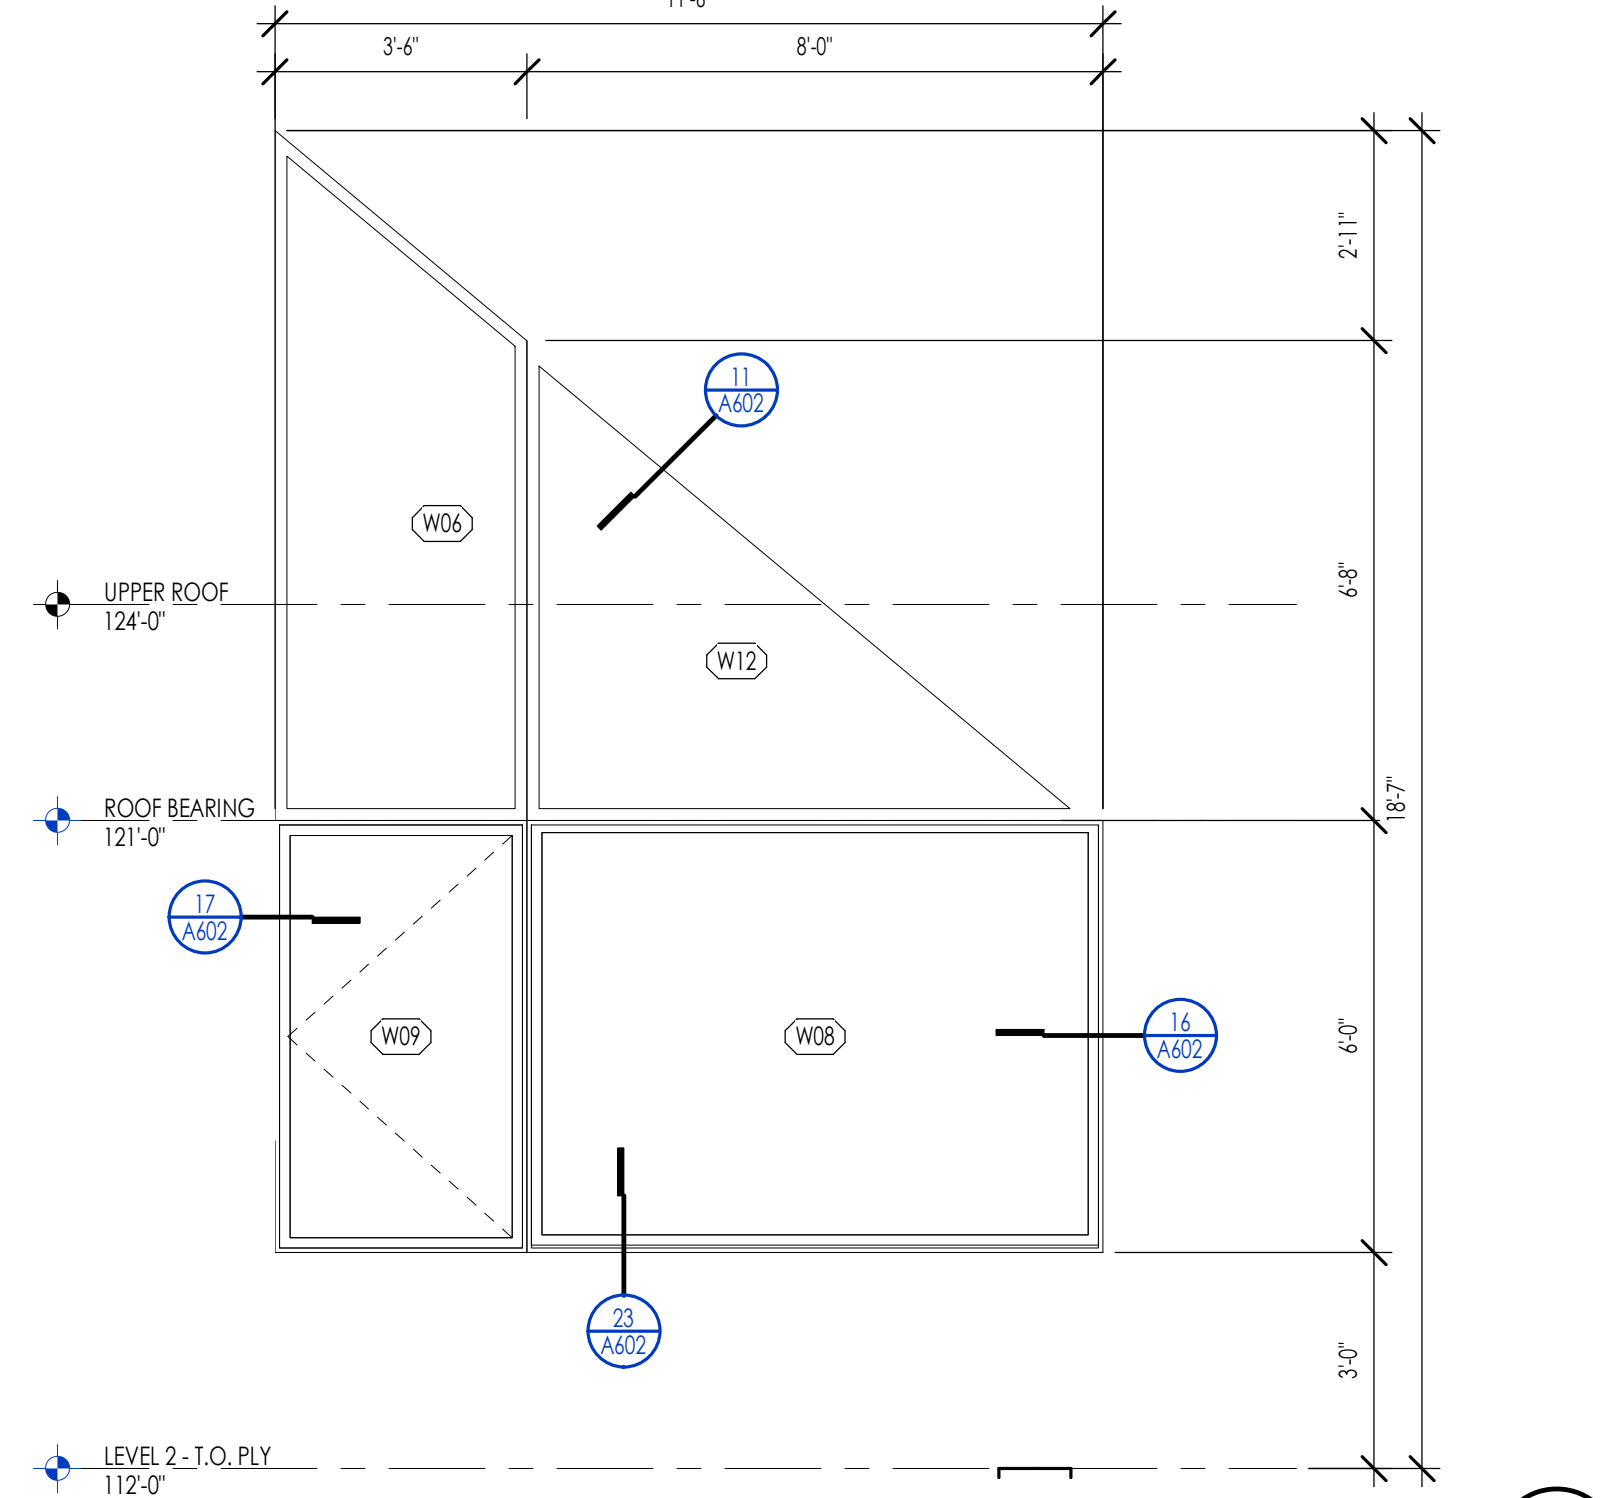 3'-6"
8'-0"
2'-11"
11
A602
W06
6'-8"
UPPER ROOF
124'-0"
W12
18'-7"
ROOF BEARING
121'-0"
17
A602
W09
W08
16
A602
6'-0"
23
A602
3'-0"
LEVEL 2 - T.O. PLY
112'-0"